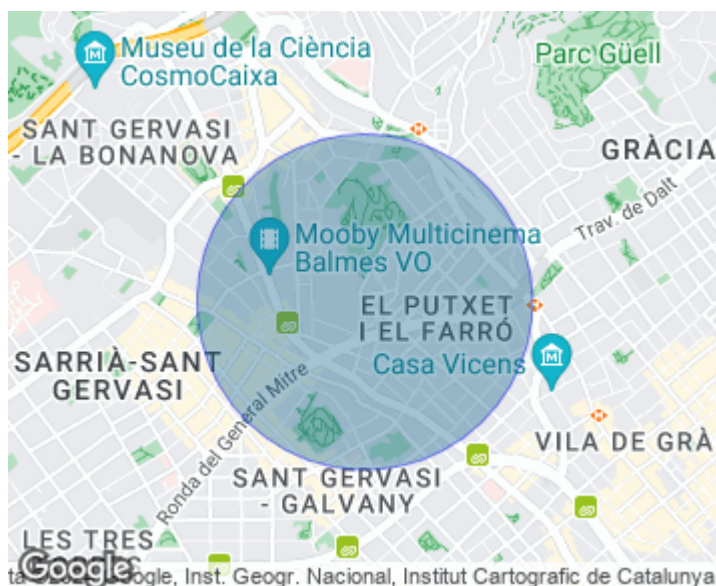 Museu de la Ciència
CosmoCaixa
Parc Güell
SANT GERVASI
- LA BONANOVA
GRÀCIA
Trav. de Dalt
Mooby Multicinema
Balmes VO
EL PUTXET
I EL FARRÓ
Casa Vicens
SARRIÀ-SANT
GERVASI
Ronda del General Mitre
VILA DE GRÀ
SANT GERVASI
- GALVANY
LES TRES
Google
Google, Inst. Geogr. Nacional, Institut Cartografic de Catalunya